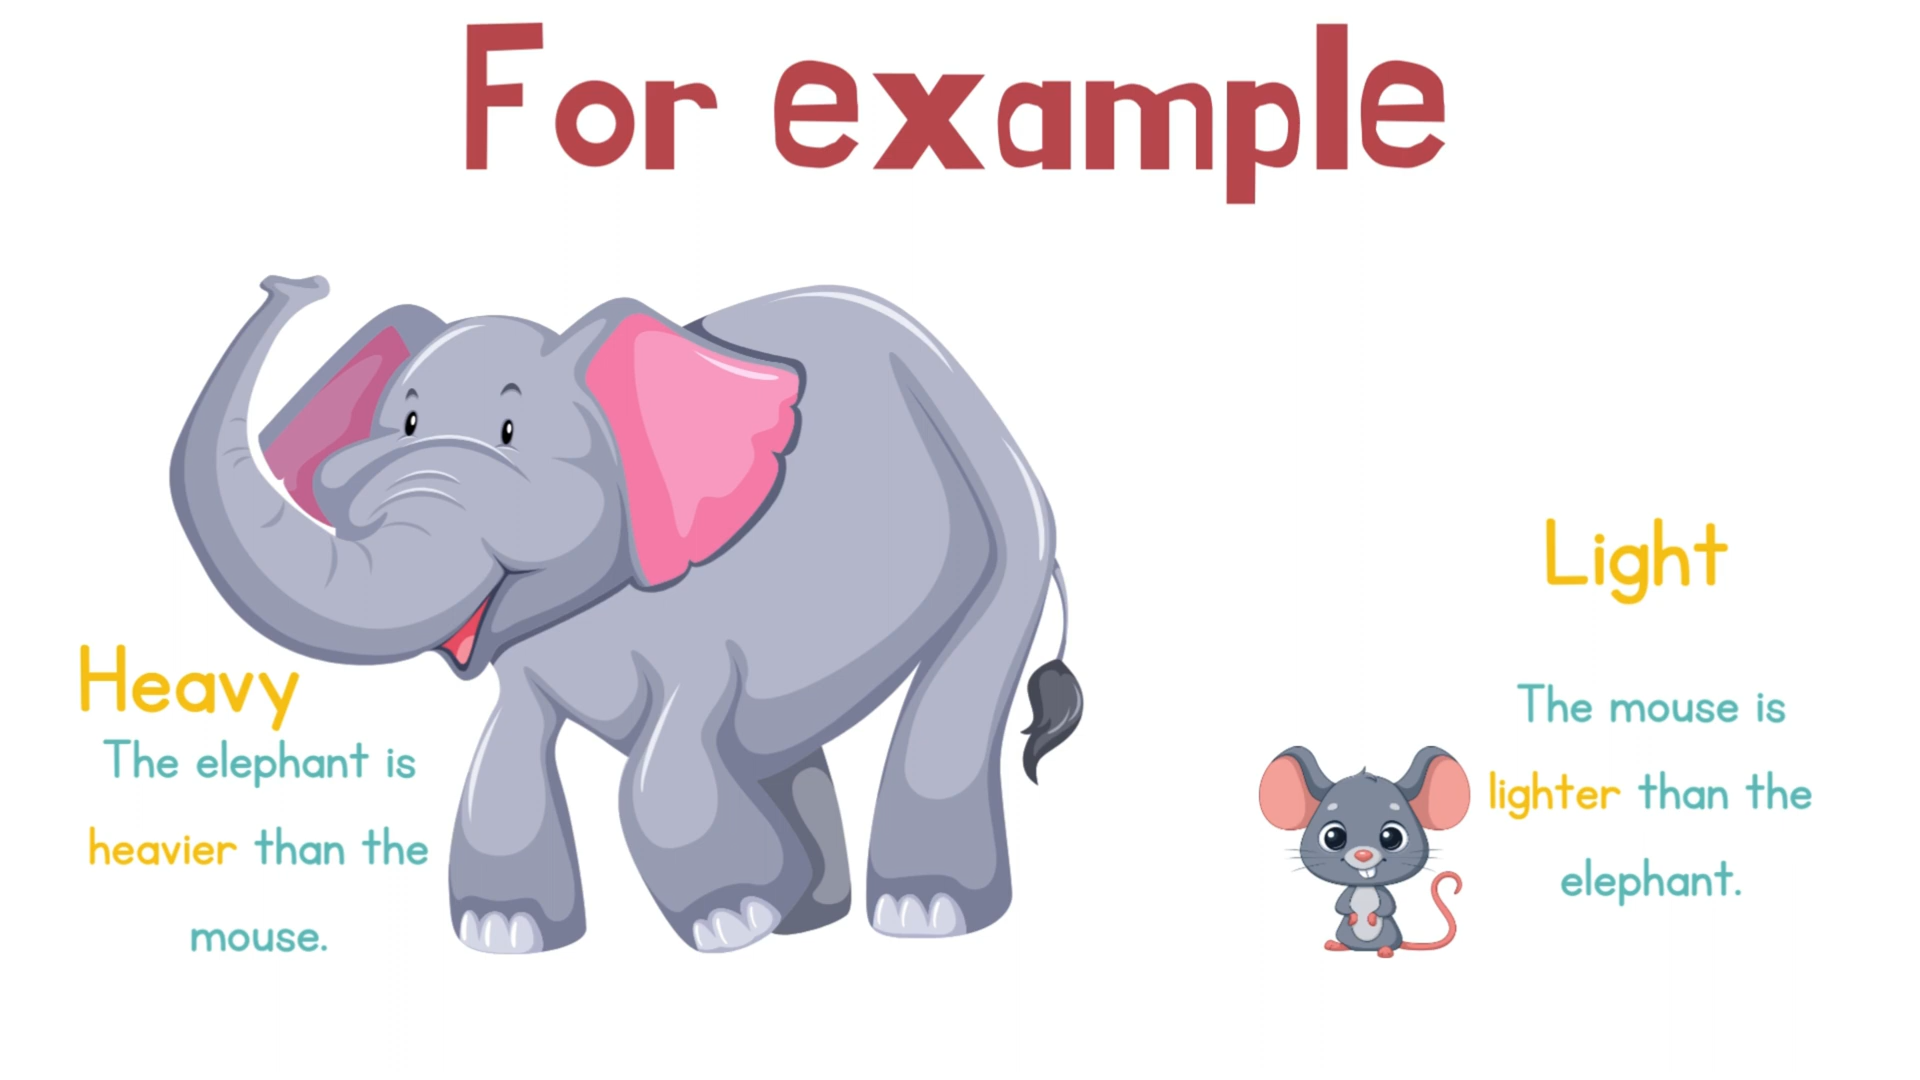 For example
Heavy
The elephant is
heavier than the
mouse.
Light
The mouse is
lighter than the
elephant.